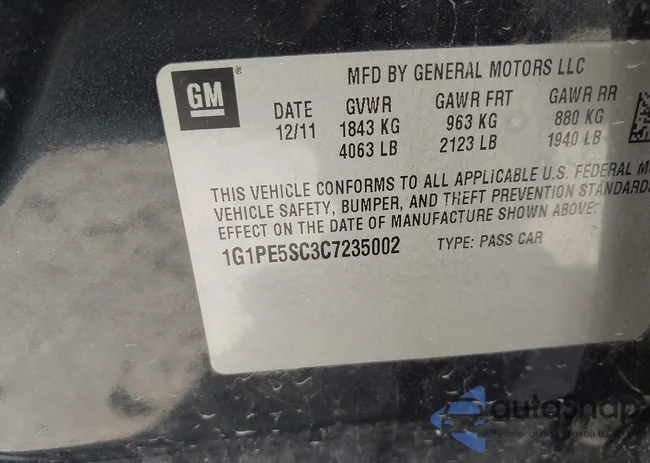 GM ®
MFD BY GENERAL MOTORS LLC
DATE GVWR GAWR FRT GAWR RR
12/11 1843 KG 963 KG 880 KG
4063 LB 2123 LB 1940 LB
THIS VEHICLE CONFORMS TO ALL APPLICABLE U.S. FEDERAL
VEHICLE SAFETY, BUMPER, AND THEFT PREVENTION STANDARDS
EFFECT ON THE DATE OF MANUFACTURE SHOWN ABOVE.
1G1PE5SC3C7235002 TYPE: PASS CAR
autoSnap